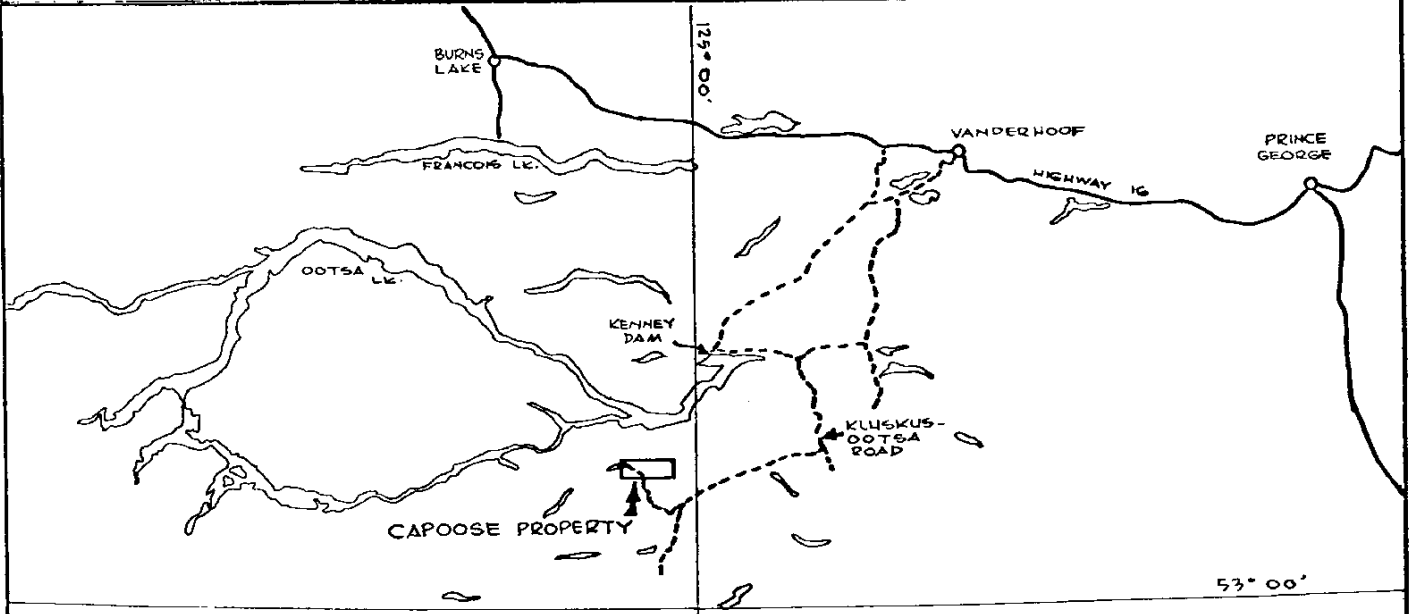 BURNS
LAKE
125° 00'
VANDERHOOF
PRINCE
GEORGE
FRANCOIS LK.
HIGHWAY 16
OOTSA
LK.
KENNEY
DAM
KLUSKUS-
OOTSA
ROAD
CAPOOSE PROPERTY
53° 00'